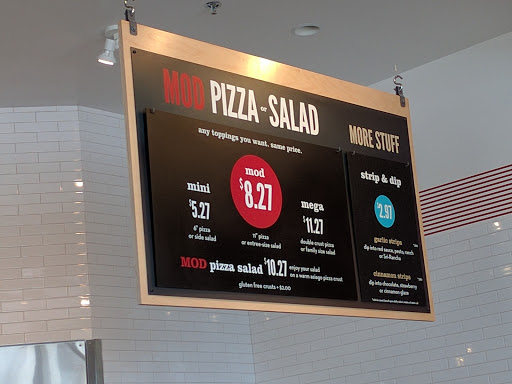 MOD PIZZA or SALAD
any toppings you want, same price.
mini
$5.27
6" pizza
or side salad
mod
$8.27
11" pizza
or entree-size salad
mega
$11.27
double crust pizza
or family size salad
MOD pizza salad $10.27 enjoy your salad
on a warm asiago pizza crust
gluten free crusts + $2.00
MORE STUFF
strip & dip
$2.97
garlic strips
dip into red sauce, pesto, ranch
or Sri-Rancha
cinnamon strips
dip into chocolate, strawberry
or cinnamon glaze